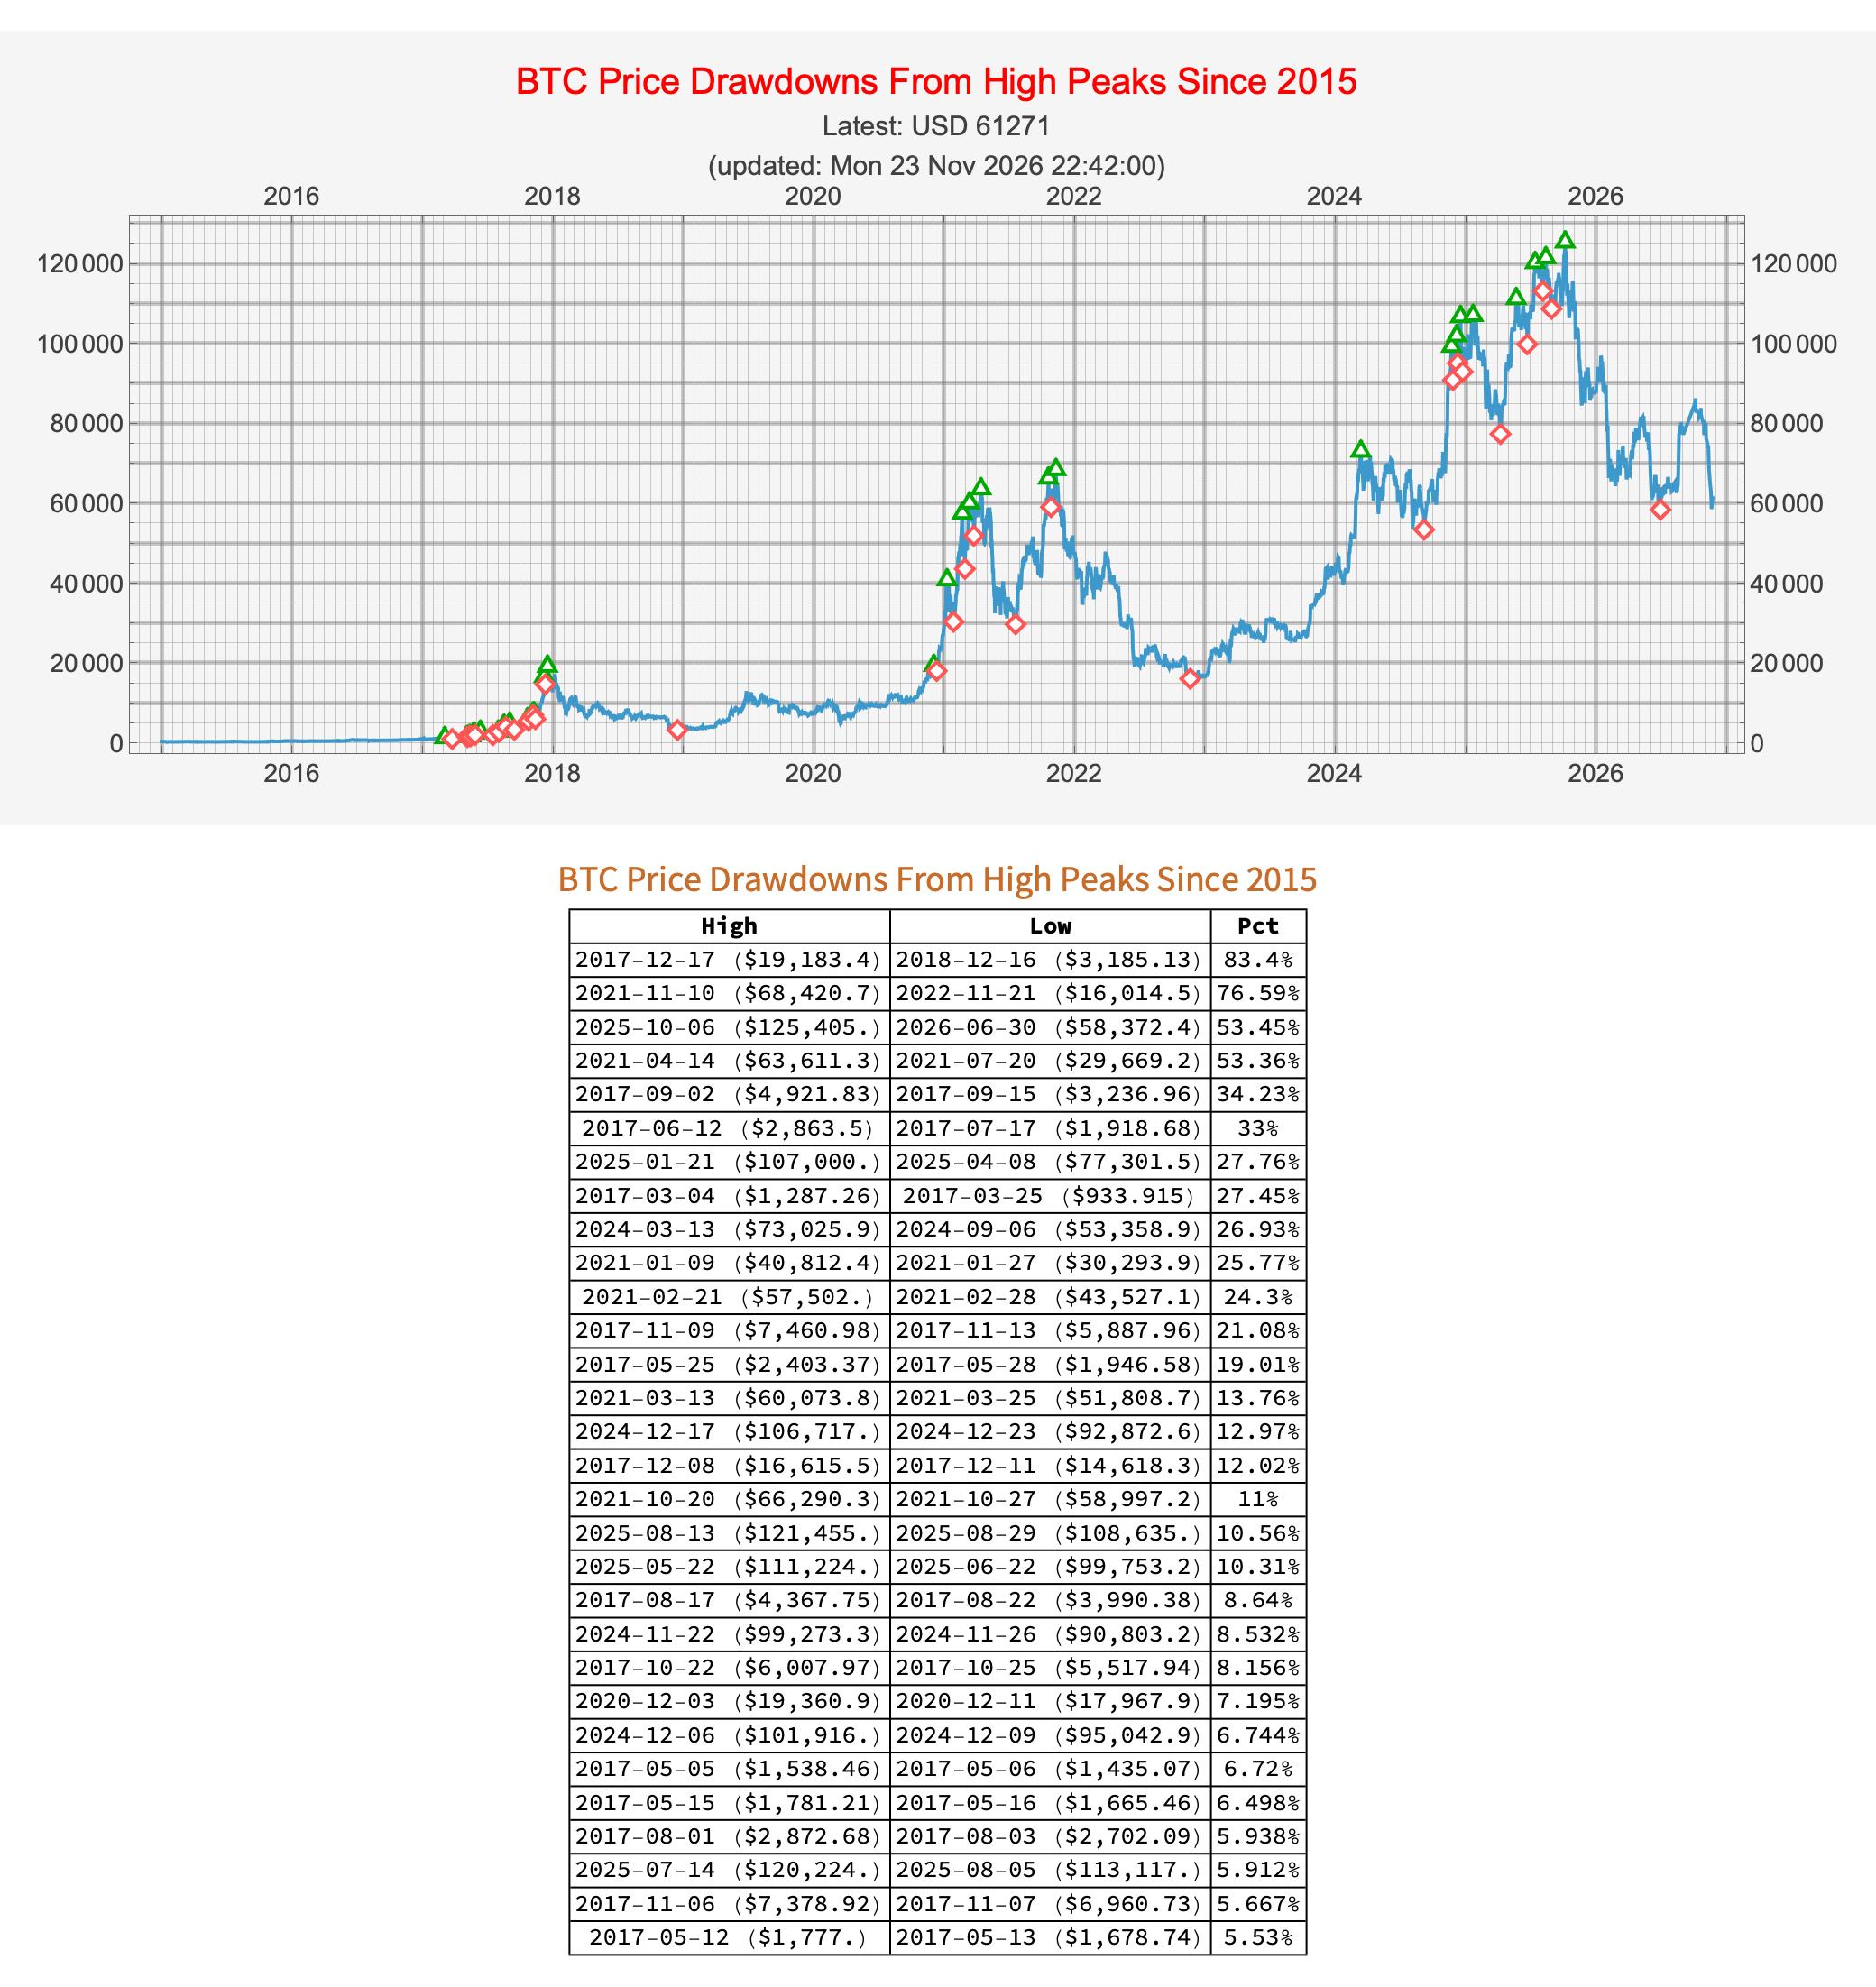 BTC Price Drawdowns From High Peaks Since 2015
Latest: USD 61271
(updated: Mon 23 Nov 2026 22:42:00)
2016 2018 2020 2022 2024 2026
120 000 120 000
100 000 100 000
80 000 80 000
60 000 60 000
40 000 40 000
20 000 20 000
0 0
2016 2018 2020 2022 2024 2026
BTC Price Drawdowns From High Peaks Since 2015
High Low Pct
2017-12-17 ($19,183.4) 2018-12-16 ($3,185.13) 83.4%
2021-11-10 ($68,420.7) 2022-11-21 ($16,014.5) 76.59%
2025-10-06 ($125,405.) 2026-06-30 ($58,372.4) 53.45%
2021-04-14 ($63,611.3) 2021-07-20 ($29,669.2) 53.36%
2017-09-02 ($4,921.83) 2017-09-15 ($3,236.96) 34.23%
2017-06-12 ($2,863.5) 2017-07-17 ($1,918.68) 33%
2025-01-21 ($107,000.) 2025-04-08 ($77,301.5) 27.76%
2017-03-04 ($1,287.26) 2017-03-25 ($933.915) 27.45%
2024-03-13 ($73,025.9) 2024-09-06 ($53,358.9) 26.93%
2021-01-09 ($40,812.4) 2021-01-27 ($30,293.9) 25.77%
2021-02-21 ($57,502.) 2021-02-28 ($43,527.1) 24.3%
2017-11-09 ($7,460.98) 2017-11-13 ($5,887.96) 21.08%
2017-05-25 ($2,403.37) 2017-05-28 ($1,946.58) 19.01%
2021-03-13 ($60,073.8) 2021-03-25 ($51,808.7) 13.76%
2024-12-17 ($106,717.) 2024-12-23 ($92,872.6) 12.97%
2017-12-08 ($16,615.5) 2017-12-11 ($14,618.3) 12.02%
2021-10-20 ($66,290.3) 2021-10-27 ($58,997.2) 11%
2025-08-13 ($121,455.) 2025-08-29 ($108,635.) 10.56%
2025-05-22 ($111,224.) 2025-06-22 ($99,753.2) 10.31%
2017-08-17 ($4,367.75) 2017-08-22 ($3,990.38) 8.64%
2024-11-22 ($99,273.3) 2024-11-26 ($90,803.2) 8.532%
2017-10-22 ($6,007.97) 2017-10-25 ($5,517.94) 8.156%
2020-12-03 ($19,360.9) 2020-12-11 ($17,967.9) 7.195%
2024-12-06 ($101,916.) 2024-12-09 ($95,042.9) 6.744%
2017-05-05 ($1,538.46) 2017-05-06 ($1,435.07) 6.72%
2017-05-15 ($1,781.21) 2017-05-16 ($1,665.46) 6.498%
2017-08-01 ($2,872.68) 2017-08-03 ($2,702.09) 5.938%
2025-07-14 ($120,224.) 2025-08-05 ($113,117.) 5.912%
2017-11-06 ($7,378.92) 2017-11-07 ($6,960.73) 5.667%
2017-05-12 ($1,777.) 2017-05-13 ($1,678.74) 5.53%